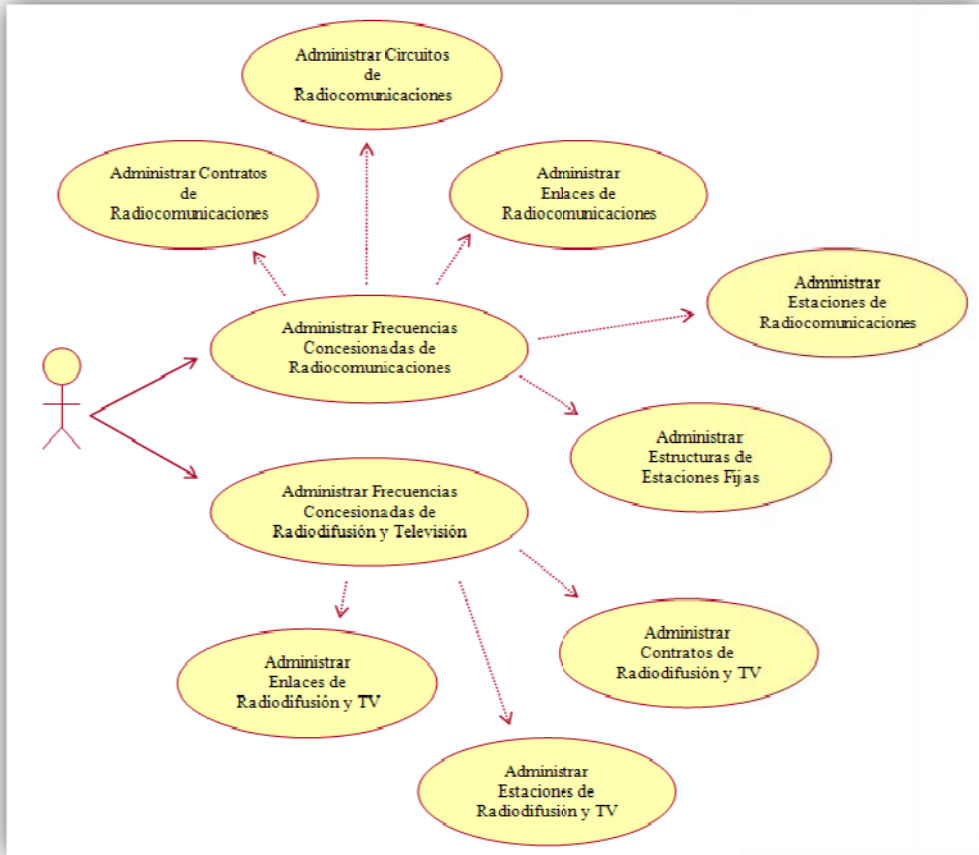 Administrar Circuitos
de
Radiocomunicaciones
Administrar Contratos
de
Radiocomunicaciones
Administrar
Enlaces de
Radiocomunicaciones
Administrar
Estaciones de
Radiocomunicaciones
Administrar Frecuencias
Concesionadas de
Radiocomunicaciones
Administrar
Estructuras de
Estaciones Fijas
Administrar Frecuencias
Concesionadas de
Radiodifusión y Televisión
Administrar
Contratos de
Radiodifusión y TV
Administrar
Enlaces de
Radiodifusión y TV
Administrar
Estaciones de
Radiodifusión y TV